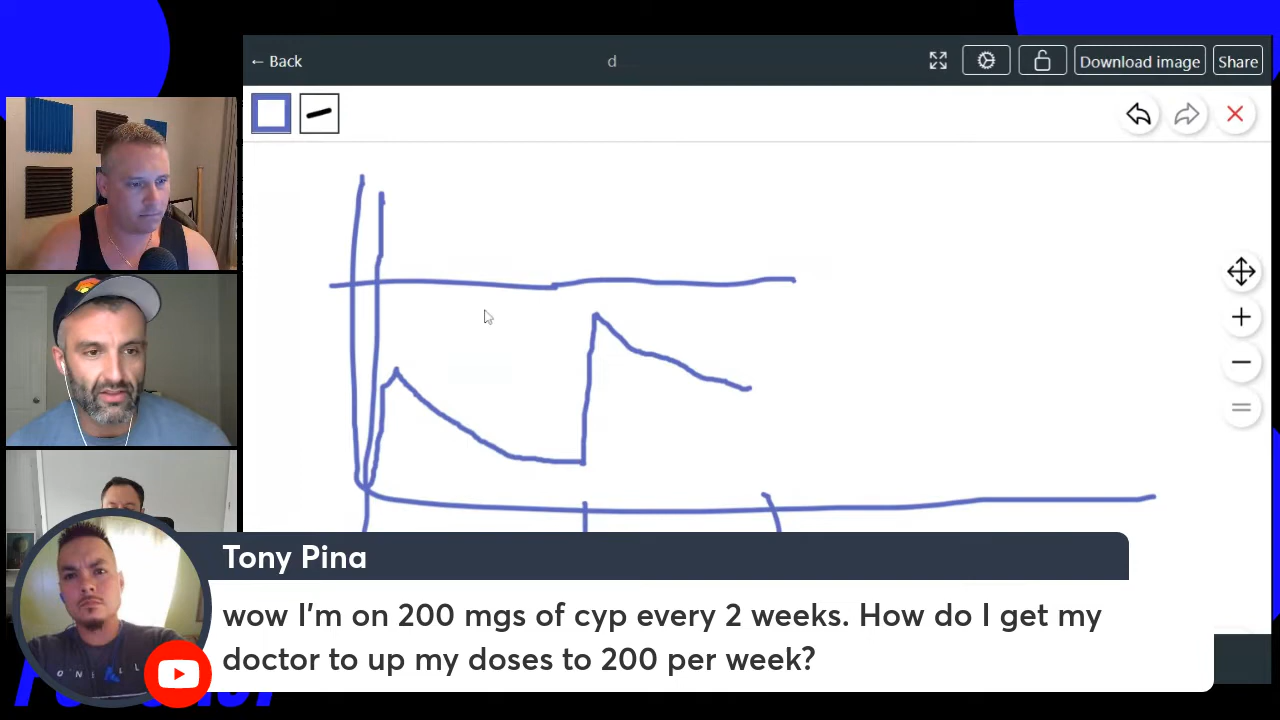 ← Back
d
Download image
Share
Tony Pina
wow I'm on 200 mgs of cyp every 2 weeks. How do I get my
doctor to up my doses to 200 per week?